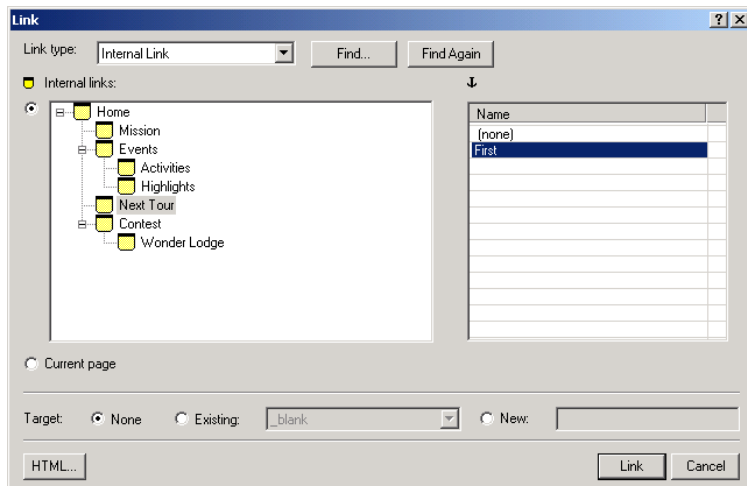 Link
Link type: Internal Link Find... Find Again
Internal links:
Home
Mission
Events
Activities
Highlights
Next Tour
Contest
Wonder Lodge
Name
(none)
First
Current page
Target: None Existing: _blank New:
HTML... Link Cancel